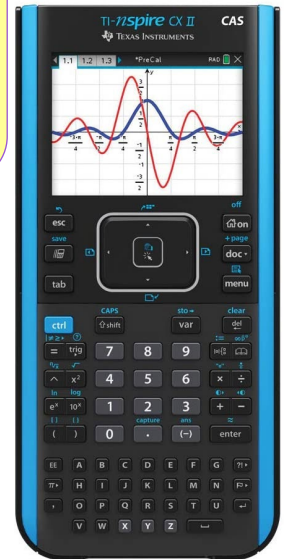 TI-nspire CX II CAS
TEXAS INSTRUMENTS
1.1 1.2 1.3 *PreCal RAD
y
off
esc on
save +page
doc
tab menu
CAPS sto→ clear
ctrl shift var del
= trig 7 8 9
^ x² 4 5 6 × ÷
ln log
eˣ 10ˣ 1 2 3 + −
[ ] { } capture ans ≈
( ) 0 . (−) enter
EE A B C D E F G ?!
π H I J K L M N
, O P Q R S T U
V W X Y Z